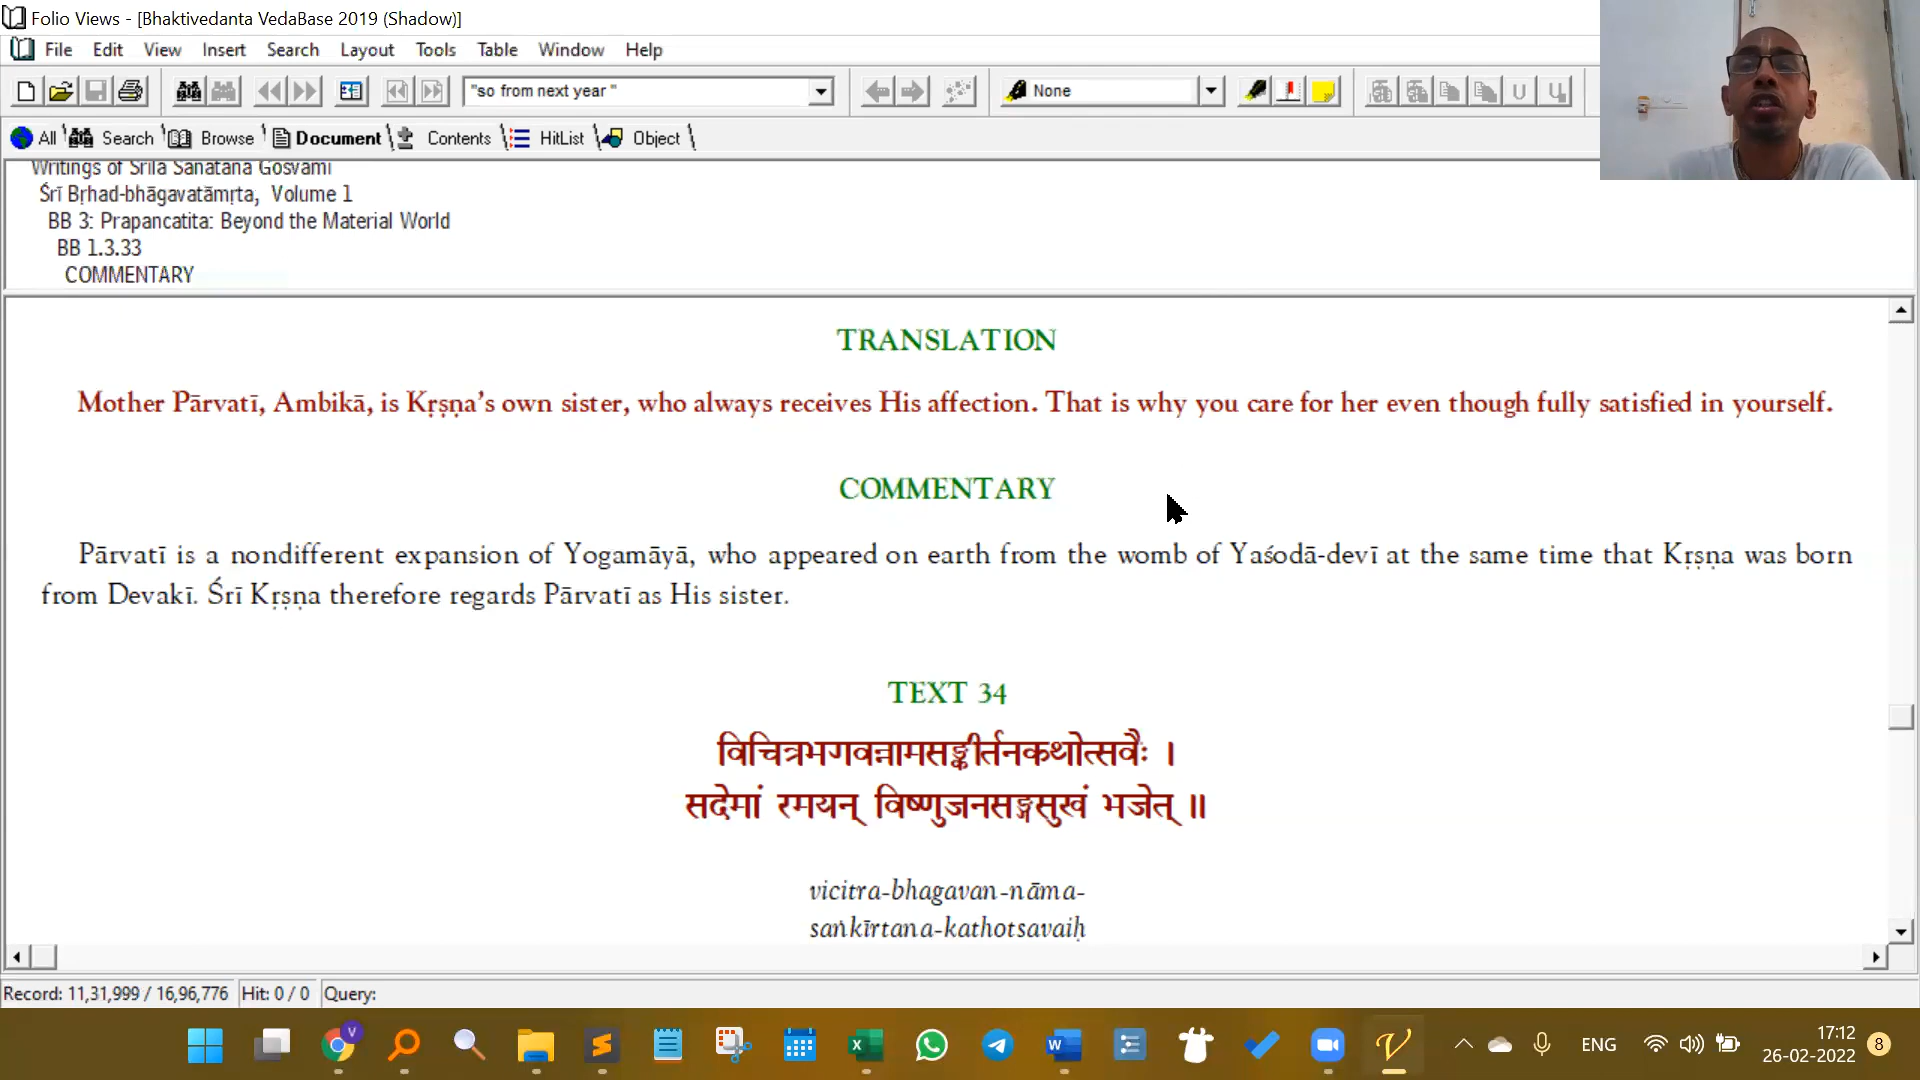 Folio Views - [Bhaktivedanta VedaBase 2019 (Shadow)]
File Edit View Insert Search Layout Tools Table Window Help
"so from next year "
None
All Search Browse Document Contents HitList Object
Writings of Srila Sanatana Gosvami
Śrī Bṛhad-bhāgavatāmṛta, Volume 1
BB 3: Prapancatita: Beyond the Material World
BB 1.3.33
COMMENTARY
TRANSLATION
Mother Pārvatī, Ambikā, is Kṛṣṇa’s own sister, who always receives His affection. That is why you care for her even though fully satisfied in yourself.
COMMENTARY
Pārvatī is a nondifferent expansion of Yogamāyā, who appeared on earth from the womb of Yaśodā-devī at the same time that Kṛṣṇa was born
from Devakī. Śrī Kṛṣṇa therefore regards Pārvatī as His sister.
TEXT 34
विचित्रभगवन्नामसङ्कीर्तनकथोत्सवैः ।
सदेमां रमयन् विष्णुजनसङ्गसुखं भजेत् ॥
vicitra-bhagavan-nāma-
saṅkīrtana-kathotsavaiḥ
Record: 11,31,999 / 16,96,776 Hit: 0 / 0 Query:
V
ENG
17:12
26-02-2022
8